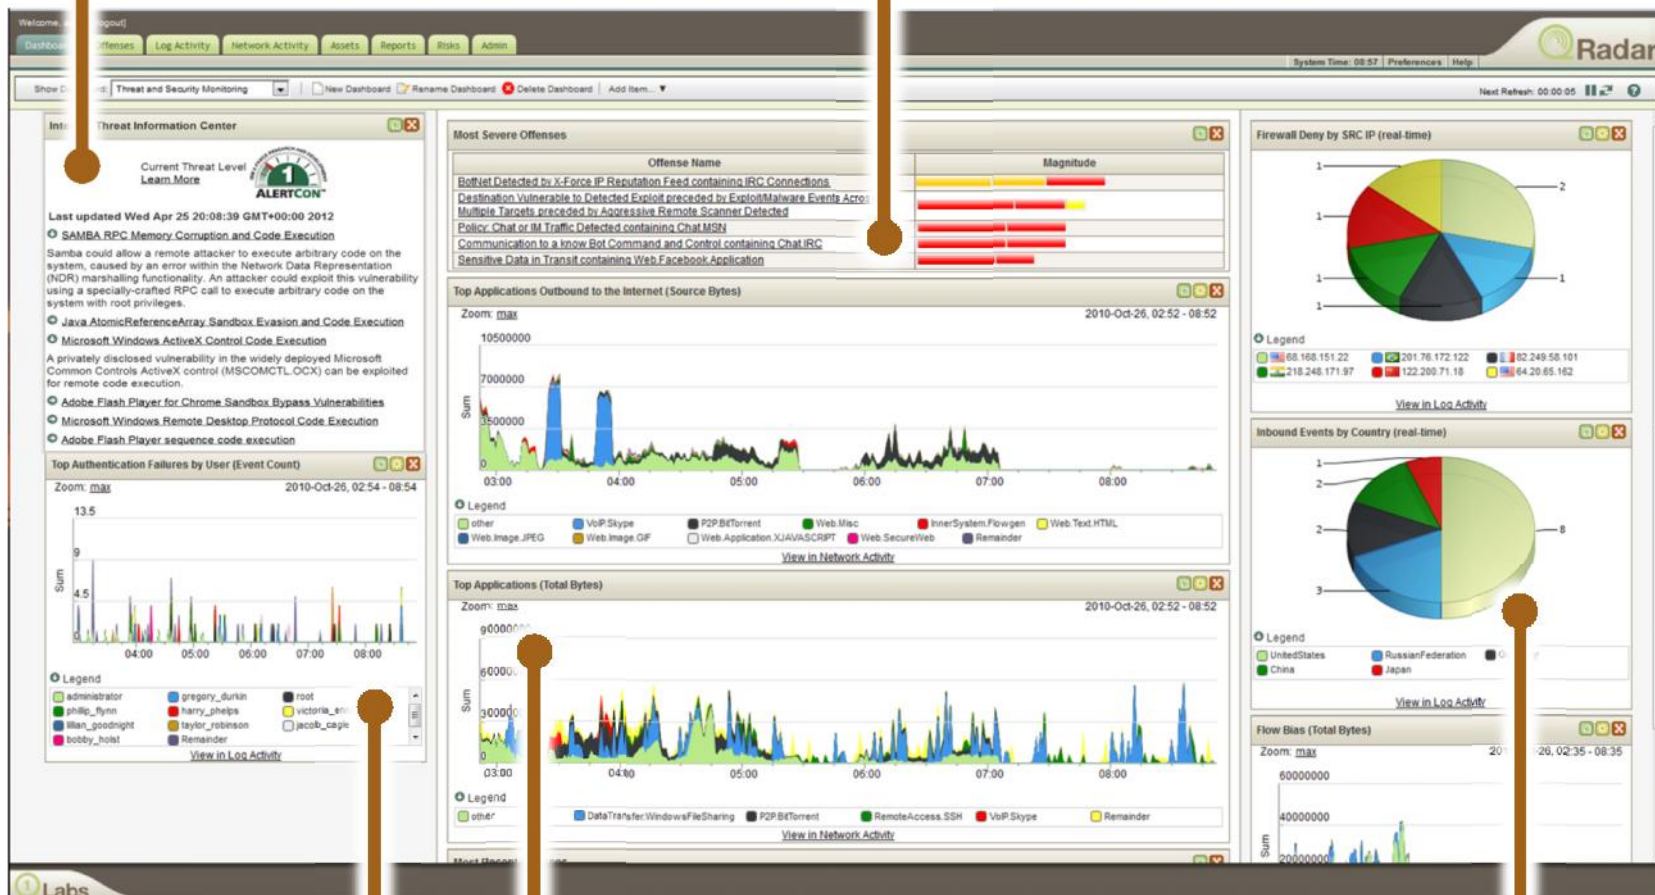 Welcome, logout]
Dashbo Offenses Log Activity Network Activity Assets Reports Risks Admin
QRadar
System Time: 08:57 Preferences Help
Show Threat and Security Monitoring New Dashboard Rename Dashboard Delete Dashboard Add Item... ▼
Next Refresh: 00:00:05
Threat Information Center
Current Threat Level
Learn More
1
ALERTCON™
Last updated Wed Apr 25 20:08:39 GMT+00:00 2012
SAMBA RPC Memory Corruption and Code Execution
Samba could allow a remote attacker to execute arbitrary code on the
system, caused by an error within the Network Data Representation
(NDR) marshalling functionality. An attacker could exploit this vulnerability
using a specially-crafted RPC call to execute arbitrary code on the
system with root privileges.
Java AtomicReferenceArray Sandbox Evasion and Code Execution
Microsoft Windows ActiveX Control Code Execution
A privately disclosed vulnerability in the widely deployed Microsoft
Common Controls ActiveX control (MSCOMCTL.OCX) can be exploited
for remote code execution.
Adobe Flash Player for Chrome Sandbox Bypass Vulnerabilities
Microsoft Windows Remote Desktop Protocol Code Execution
Adobe Flash Player sequence code execution
Top Authentication Failures by User (Event Count)
Zoom: max 2010-Oct-26, 02:54 - 08:54
13.5
9
4.5
0
Sum
04:00 05:00 06:00 07:00 08:00
Legend
administrator gregory_durkin root
phillip_flynn harry_phelps
lillian_goodnight taylor_robinson jacob_cagle
bobby_holst Remainder
View in Log Activity
Most Severe Offenses
Offense Name Magnitude
BotNet Detected by X-Force IP Reputation Feed containing IRC Connections
Destination Vulnerable to Detected Exploit preceded by Exploit/Malware Events Acro
Multiple Targets preceded by Aggressive Remote Scanner Detected
Policy: Chat or IM Traffic Detected containing Chat.MSN
Communication to a know Bot Command and Control containing Chat.IRC
Sensitive Data in Transit containing Web.Facebook.Application
Top Applications Outbound to the Internet (Source Bytes)
Zoom: max 2010-Oct-26, 02:52 - 08:52
10500000
7000000
3500000
0
Sum
03:00 04:00 05:00 06:00 07:00 08:00
Legend
other VoIP.Skype P2P.BitTorrent Web.Misc InnerSystem.Flowgen Web.Text.HTML
Web.Image.JPEG Web.Image.GIF Web.Application.XJAVASCRIPT Web.SecureWeb Remainder
View in Network Activity
Top Applications (Total Bytes)
Zoom: max 2010-Oct-26, 02:52 - 08:52
Sum
03:00 04:00 05:00 06:00 07:00 08:00
Legend
other DataTransfer.WindowsFileSharing P2P.BitTorrent RemoteAccess.SSH VoIP.Skype Remainder
View in Network Activity
Firewall Deny by SRC IP (real-time)
1
2
1
1
1
1
Legend
68.168.151.22 201.76.172.122 82.249.58.101
218.248.171.97 122.200.71.18 64.20.65.162
View in Log Activity
Inbound Events by Country (real-time)
1
2
2
8
3
Legend
UnitedStates RussianFederation
China Japan
View in Log Activity
Flow Bias (Total Bytes)
Zoom: max 26, 02:35 - 08:35
60000000
40000000
20000000
Sum
Labs